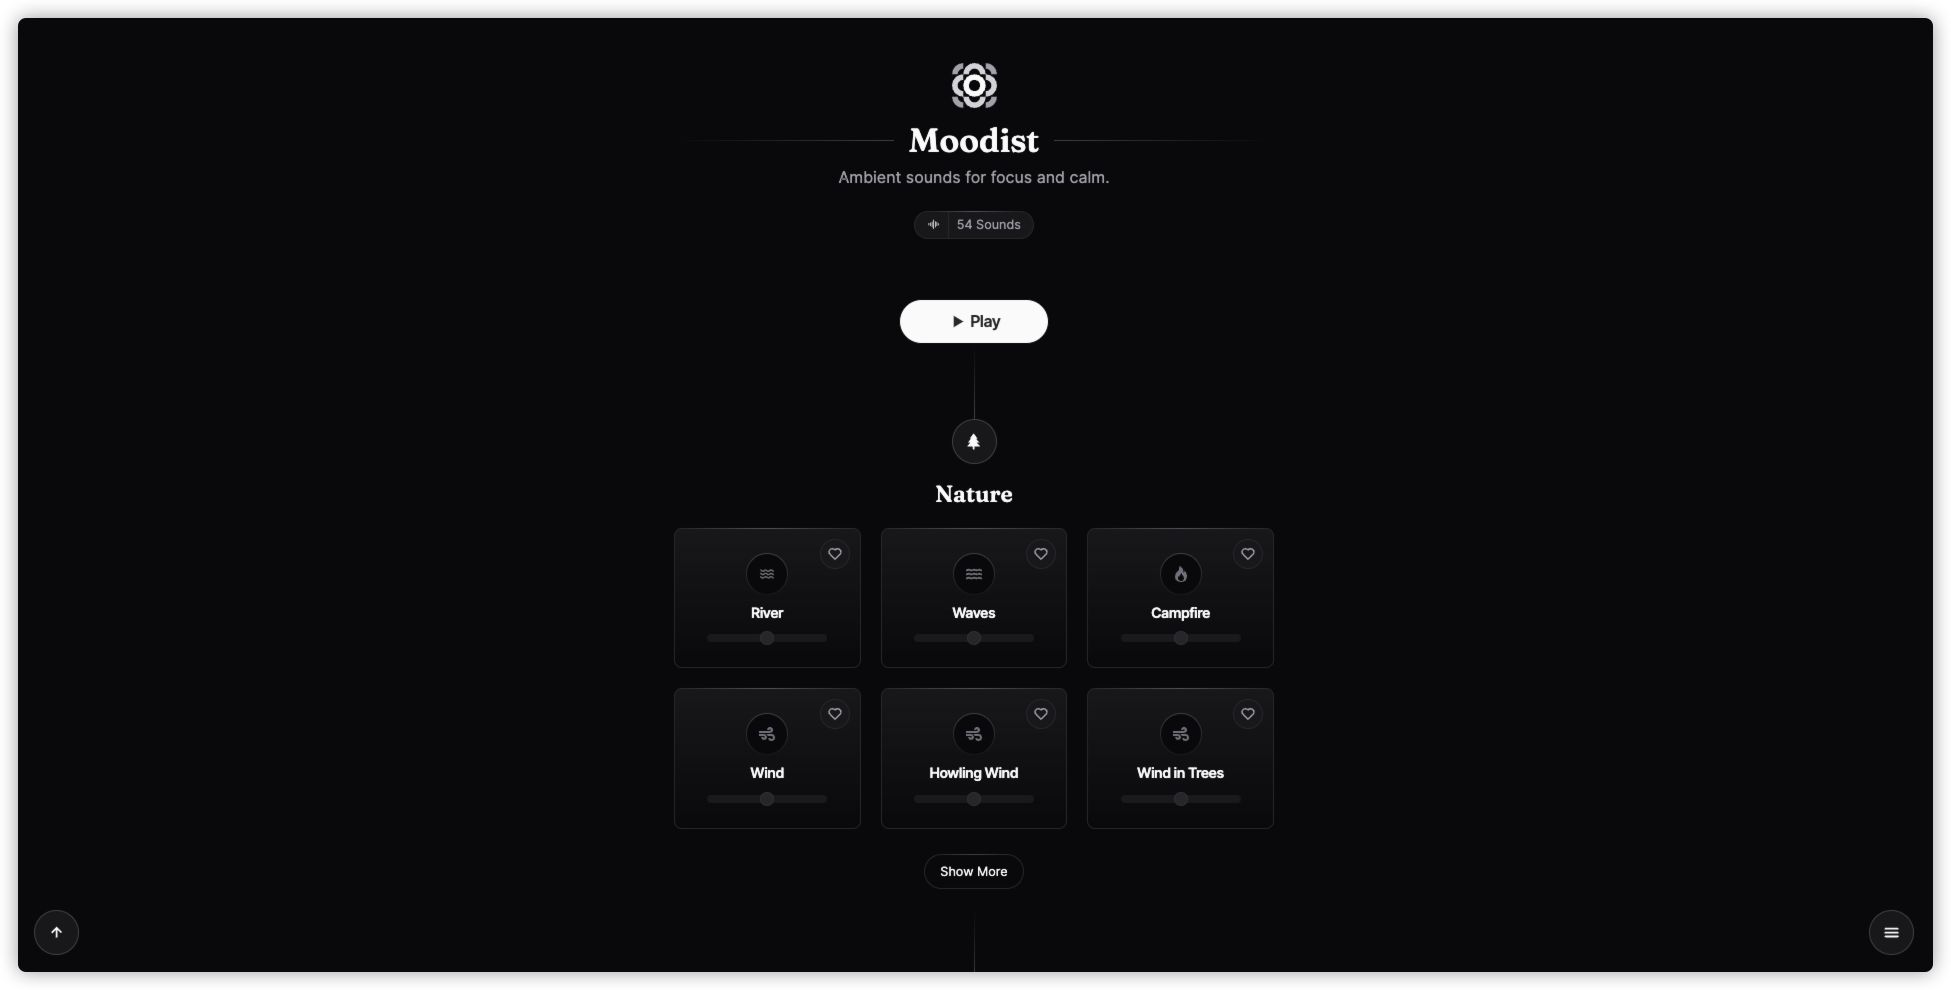 Moodist
Ambient sounds for focus and calm.
54 Sounds
Play
Nature
River
Waves
Campfire
Wind
Howling Wind
Wind in Trees
Show More